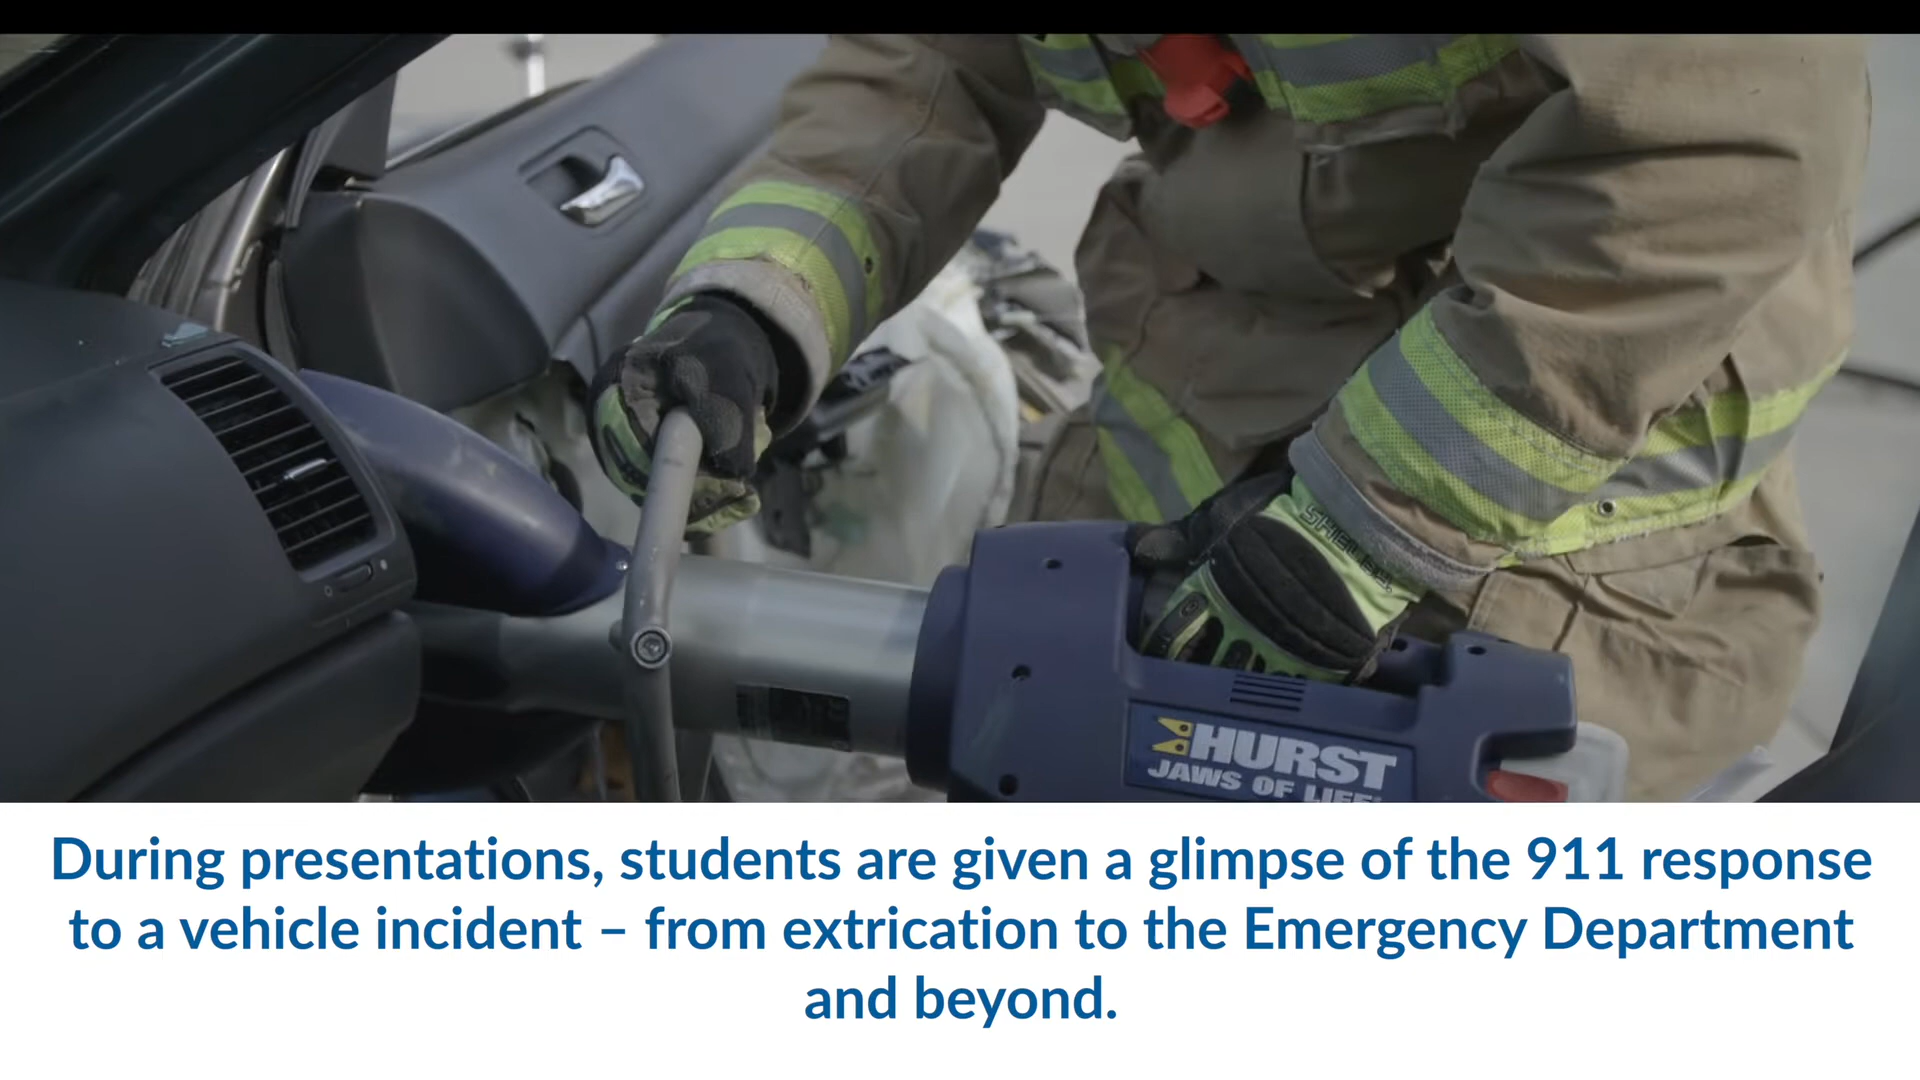 SHELBY
HURST
JAWS OF LIFE
During presentations, students are given a glimpse of the 911 response
to a vehicle incident – from extrication to the Emergency Department
and beyond.